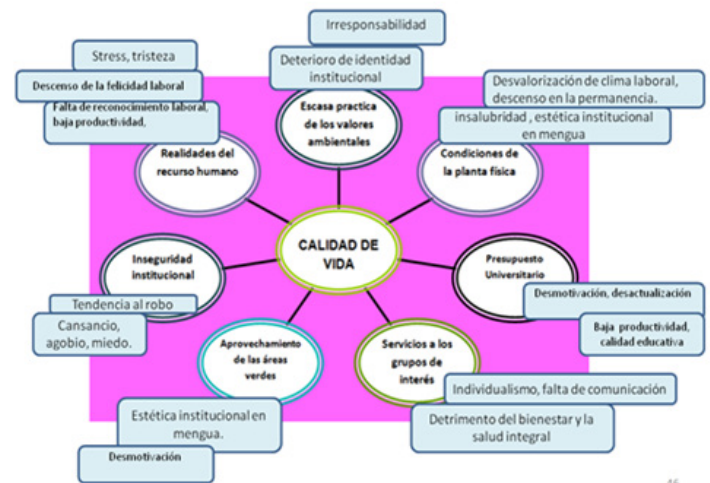 Irresponsabilidad
Deterioro de identidad
institucional
Escasa practica
de los valores
ambientales
Stress, tristeza
Descenso de la felicidad laboral
Falta de reconocimiento laboral,
baja productividad,
Realidades del
recurso humano
Desvalorización de clima laboral,
descenso en la permanencia.
insalubridad , estética institucional
en mengua
Condiciones de
la planta física
CALIDAD DE
VIDA
Inseguridad
institucional
Tendencia al robo
Cansancio,
agobio, miedo.
Presupuesto
Universitario
Desmotivación, desactualización
Baja productividad,
calidad educativa
Aprovechamiento
de las áreas
verdes
Estética institucional en
mengua.
Desmotivación
Servicios a los
grupos de
interés
Individualismo, falta de comunicación
Detrimento del bienestar y la
salud integral